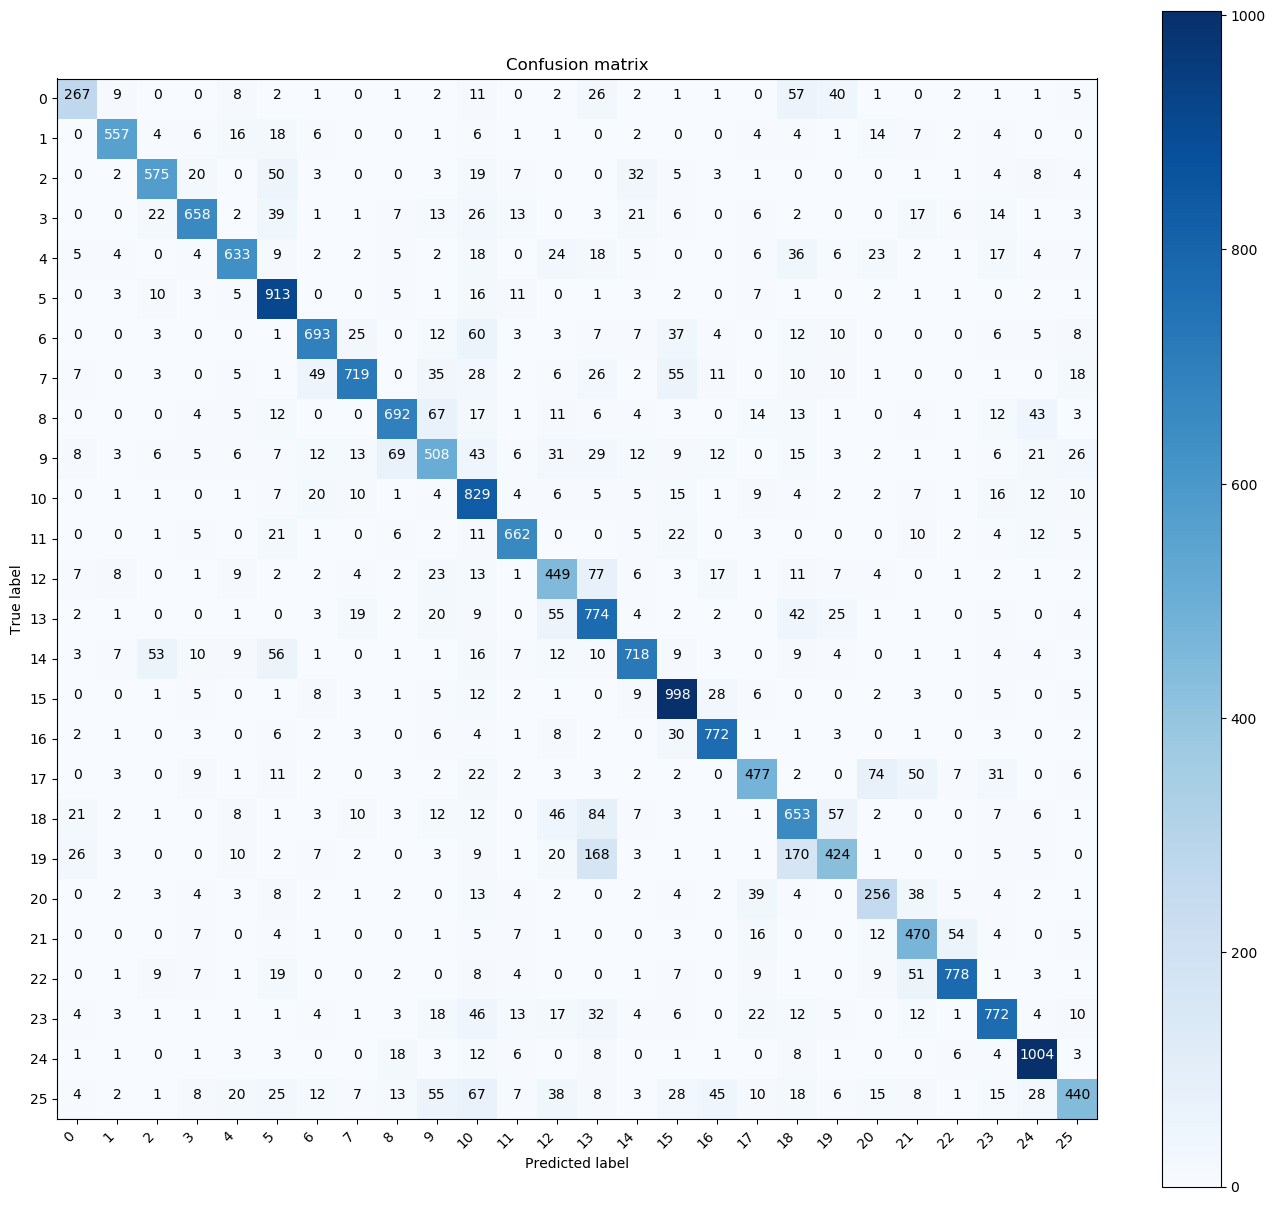 Confusion matrix
0 267 9 0 0 8 2 1 0 1 2 11 0 2 26 2 1 1 0 57 40 1 0 2 1 1 5
1 0 557 4 6 16 18 6 0 0 1 6 1 1 0 2 0 0 4 4 1 14 7 2 4 0 0
2 0 2 575 20 0 50 3 0 0 3 19 7 0 0 32 5 3 1 0 0 0 1 1 4 8 4
3 0 0 22 658 2 39 1 1 7 13 26 13 0 3 21 6 0 6 2 0 0 17 6 14 1 3
4 5 4 0 4 633 9 2 2 5 2 18 0 24 18 5 0 0 6 36 6 23 2 1 17 4 7
5 0 3 10 3 5 913 0 0 5 1 16 11 0 1 3 2 0 7 1 0 2 1 1 0 2 1
6 0 0 3 0 0 1 693 25 0 12 60 3 3 7 7 37 4 0 12 10 0 0 0 6 5 8
7 7 0 3 0 5 1 49 719 0 35 28 2 6 26 2 55 11 0 10 10 1 0 0 1 0 18
8 0 0 0 4 5 12 0 0 692 67 17 1 11 6 4 3 0 14 13 1 0 4 1 12 43 3
9 8 3 6 5 6 7 12 13 69 508 43 6 31 29 12 9 12 0 15 3 2 1 1 6 21 26
10 0 1 1 0 1 7 20 10 1 4 829 4 6 5 5 15 1 9 4 2 2 7 1 16 12 10
11 0 0 1 5 0 21 1 0 6 2 11 662 0 0 5 22 0 3 0 0 0 10 2 4 12 5
12 7 8 0 1 9 2 2 4 2 23 13 1 449 77 6 3 17 1 11 7 4 0 1 2 1 2
13 2 1 0 0 1 0 3 19 2 20 9 0 55 774 4 2 2 0 42 25 1 1 0 5 0 4
14 3 7 53 10 9 56 1 0 1 1 16 7 12 10 718 9 3 0 9 4 0 1 1 4 4 3
15 0 0 1 5 0 1 8 3 1 5 12 2 1 0 9 998 28 6 0 0 2 3 0 5 0 5
16 2 1 0 3 0 6 2 3 0 6 4 1 8 2 0 30 772 1 1 3 0 1 0 3 0 2
17 0 3 0 9 1 11 2 0 3 2 22 2 3 3 2 2 0 477 2 0 74 50 7 31 0 6
18 21 2 1 0 8 1 3 10 3 12 12 0 46 84 7 3 1 1 653 57 2 0 0 7 6 1
19 26 3 0 0 10 2 7 2 0 3 9 1 20 168 3 1 1 1 170 424 1 0 0 5 5 0
20 0 2 3 4 3 8 2 1 2 0 13 4 2 0 2 4 2 39 4 0 256 38 5 4 2 1
21 0 0 0 7 0 4 1 0 0 1 5 7 1 0 0 3 0 16 0 0 12 470 54 4 0 5
22 0 1 9 7 1 19 0 0 2 0 8 4 0 0 1 7 0 9 1 0 9 51 778 1 3 1
23 4 3 1 1 1 1 4 1 3 18 46 13 17 32 4 6 0 22 12 5 0 12 1 772 4 10
24 1 1 0 1 3 3 0 0 18 3 12 6 0 8 0 1 1 0 8 1 0 0 6 4 1004 3
25 4 2 1 8 20 25 12 7 13 55 67 7 38 8 3 28 45 10 18 6 15 8 1 15 28 440
0 1 2 3 4 5 6 7 8 9 10 11 12 13 14 15 16 17 18 19 20 21 22 23 24 25
True label
Predicted label
1000
800
600
400
200
0